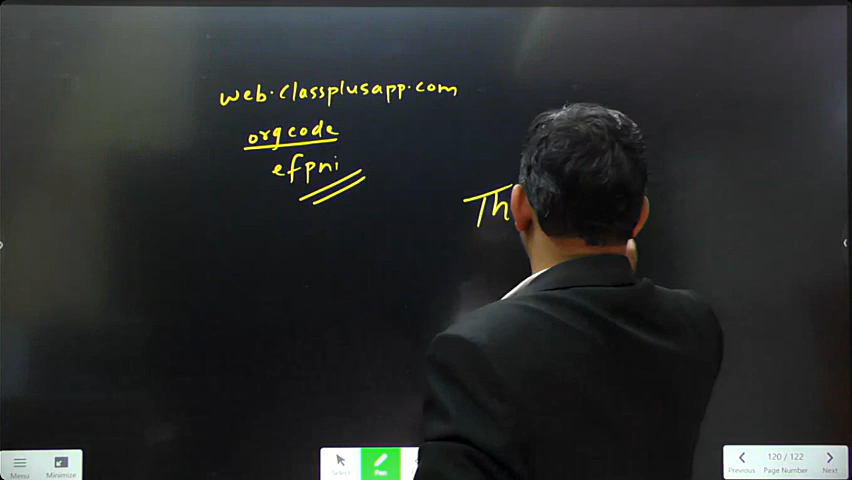 web.classplusapp.com
orgcode
efpni
Th
Menu
Minimize
Select
Pen
120 / 122
Previous
Page Number
Next